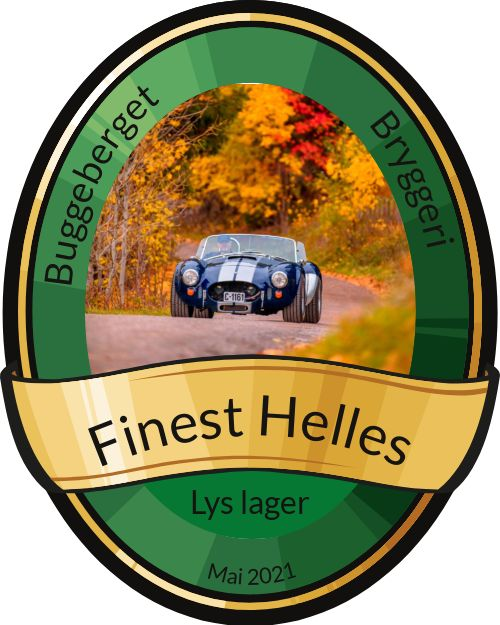 Buggeberget
Bryggeri
C-1161
Finest Helles
Lys lager
Mai 2021